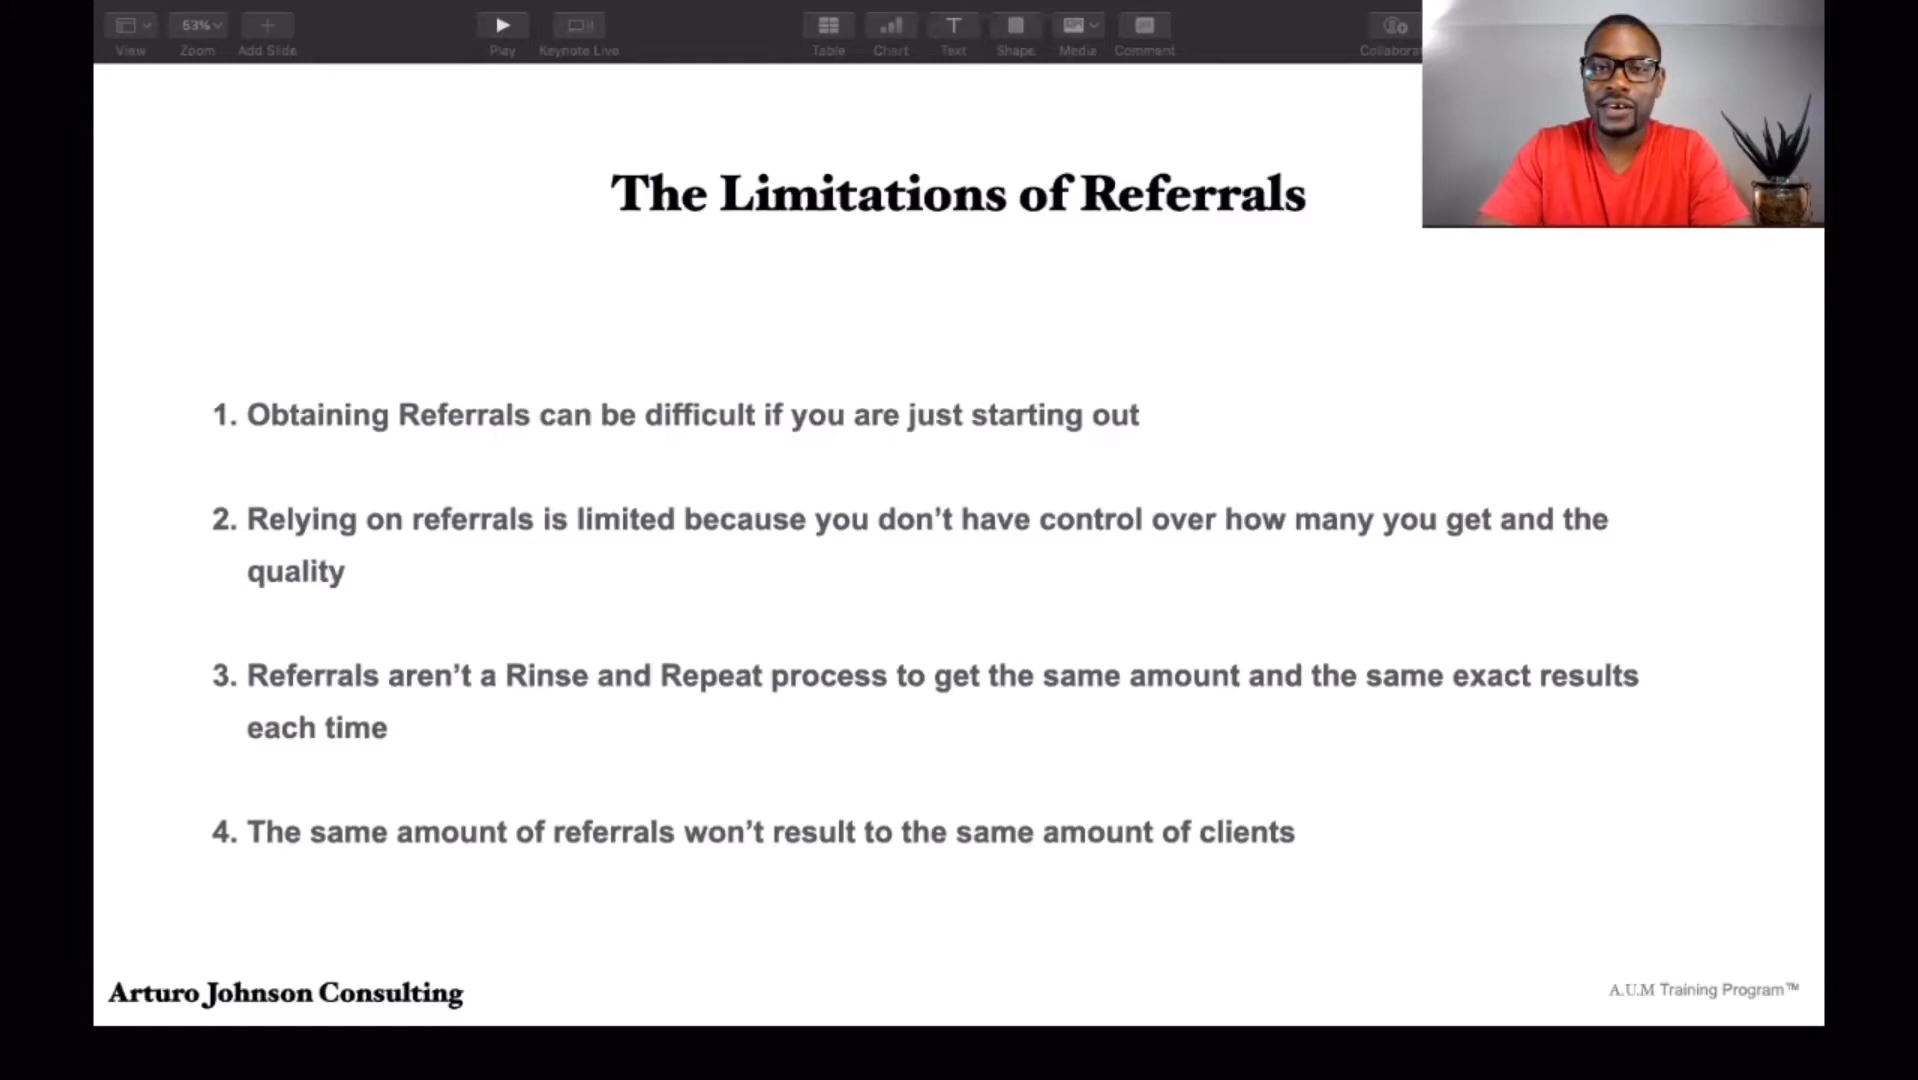 53%
View Zoom Add Slide Play Keynote Live Table Chart Text Shape Media Comment Collabora
The Limitations of Referrals
1. Obtaining Referrals can be difficult if you are just starting out
2. Relying on referrals is limited because you don’t have control over how many you get and the
quality
3. Referrals aren’t a Rinse and Repeat process to get the same amount and the same exact results
each time
4. The same amount of referrals won’t result to the same amount of clients
Arturo Johnson Consulting
A.U.M Training Program™